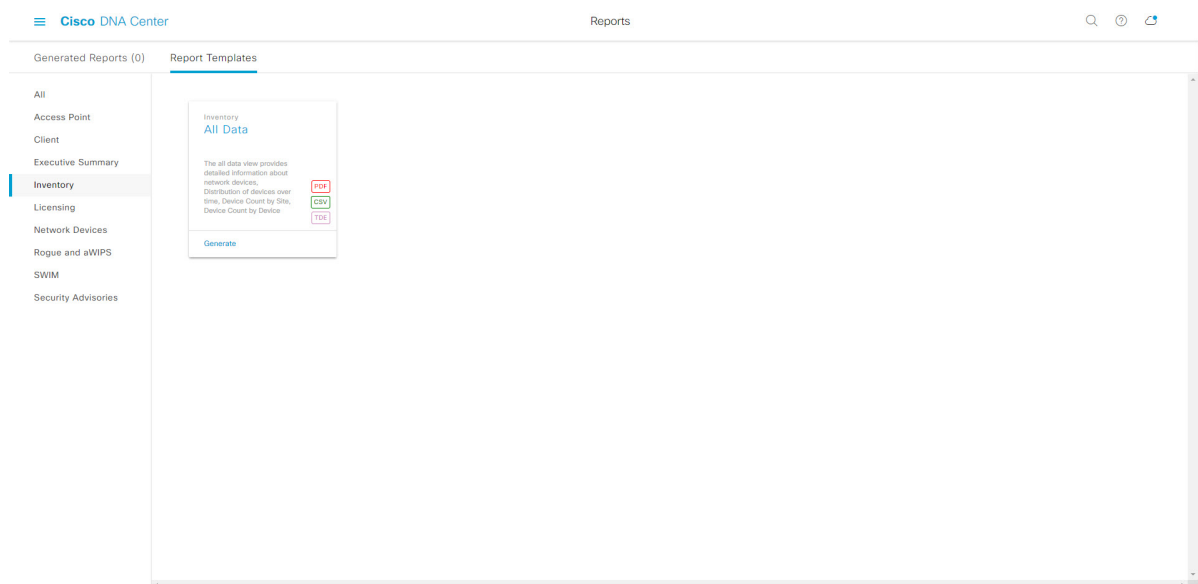 Cisco DNA Center
Reports
Generated Reports (0)
Report Templates
All
Access Point
Client
Executive Summary
Inventory
Licensing
Network Devices
Rogue and aWIPS
SWIM
Security Advisories
Inventory
All Data
The all data view provides
detailed information about
network devices,
Distribution of devices over
time, Device Count by Site,
Device Count by Device
PDF
CSV
TDE
Generate